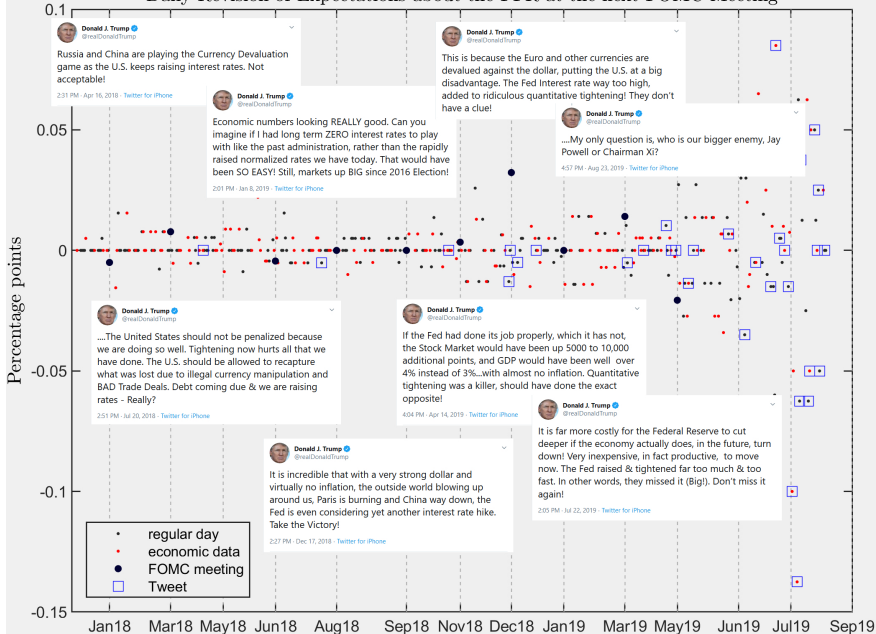 Daily Revision of Expectations about the FFR at the next FOMC Meeting
0.1
0.05
0
-0.05
-0.1
-0.15
Percentage points
Donald J. Trump
@realDonaldTrump
Russia and China are playing the Currency Devaluation
game as the U.S. keeps raising interest rates. Not
acceptable!
2:31 PM · Apr 16, 2018 · Twitter for iPhone
Donald J. Trump
@realDonaldTrump
This is because the Euro and other currencies are
devalued against the dollar, putting the U.S. at a big
disadvantage. The Fed Interest rate way too high,
added to ridiculous quantitative tightening! They don't
have a clue!
Donald J. Trump
@realDonaldTrump
Economic numbers looking REALLY good. Can you
imagine if I had long term ZERO interest rates to play
with like the past administration, rather than the rapidly
raised normalized rates we have today. That would have
been SO EASY! Still, markets up BIG since 2016 Election!
2:01 PM · Jan 8, 2019 · Twitter for iPhone
Donald J. Trump
@realDonaldTrump
....My only question is, who is our bigger enemy, Jay
Powell or Chairman Xi?
4:57 PM · Aug 23, 2019 · Twitter for iPhone
Donald J. Trump
@realDonaldTrump
....The United States should not be penalized because
we are doing so well. Tightening now hurts all that we
have done. The U.S. should be allowed to recapture
what was lost due to illegal currency manipulation and
BAD Trade Deals. Debt coming due & we are raising
rates - Really?
2:51 PM · Jul 20, 2018 · Twitter for iPhone
Donald J. Trump
@realDonaldTrump
If the Fed had done its job properly, which it has not,
the Stock Market would have been up 5000 to 10,000
additional points, and GDP would have been well over
4% instead of 3%...with almost no inflation. Quantitative
tightening was a killer, should have done the exact
opposite!
4:04 PM · Apr 14, 2019 · Twitter for iPhone
Donald J. Trump
@realDonaldTrump
It is far more costly for the Federal Reserve to cut
deeper if the economy actually does, in the future, turn
down! Very inexpensive, in fact productive, to move
now. The Fed raised & tightened far too much & too
fast. In other words, they missed it (Big!). Don't miss it
again!
2:05 PM · Jul 22, 2019 · Twitter for iPhone
Donald J. Trump
@realDonaldTrump
It is incredible that with a very strong dollar and
virtually no inflation, the outside world blowing up
around us, Paris is burning and China way down, the
Fed is even considering yet another interest rate hike.
Take the Victory!
2:27 PM · Dec 17, 2018 · Twitter for iPhone
regular day
economic data
FOMC meeting
Tweet
Jan18 Mar18 May18 Jun18 Aug18 Sep18 Nov18 Dec18 Jan19 Mar19 May19 Jun19 Jul19 Sep19